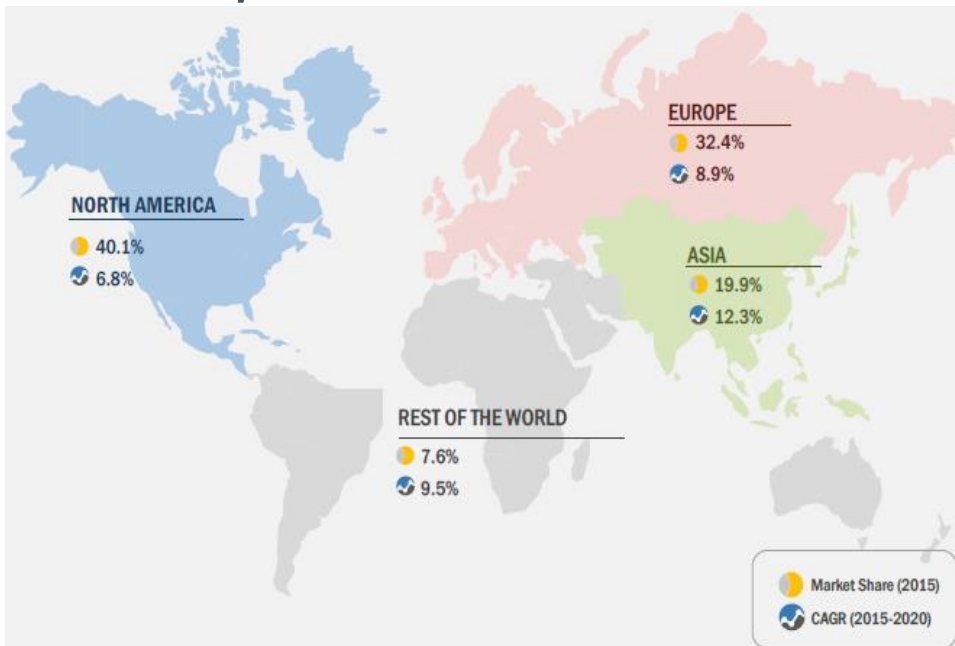 NORTH AMERICA
40.1%
6.8%
EUROPE
32.4%
8.9%
ASIA
19.9%
12.3%
REST OF THE WORLD
7.6%
9.5%
Market Share (2015)
CAGR (2015-2020)